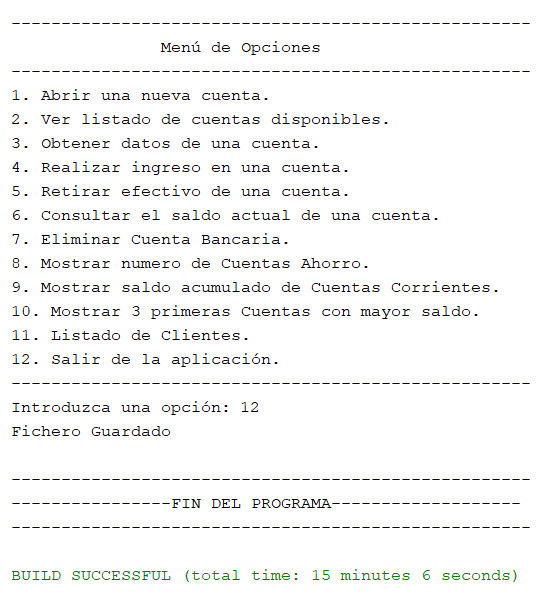 ----------------------------------------------------
Menú de Opciones
----------------------------------------------------
1. Abrir una nueva cuenta.
2. Ver listado de cuentas disponibles.
3. Obtener datos de una cuenta.
4. Realizar ingreso en una cuenta.
5. Retirar efectivo de una cuenta.
6. Consultar el saldo actual de una cuenta.
7. Eliminar Cuenta Bancaria.
8. Mostrar numero de Cuentas Ahorro.
9. Mostrar saldo acumulado de Cuentas Corrientes.
10. Mostrar 3 primeras Cuentas con mayor saldo.
11. Listado de Clientes.
12. Salir de la aplicación.
----------------------------------------------------
Introduzca una opción: 12
Fichero Guardado
----------------------------------------------------
----------------FIN DEL PROGRAMA-------------------
----------------------------------------------------
BUILD SUCCESSFUL (total time: 15 minutes 6 seconds)